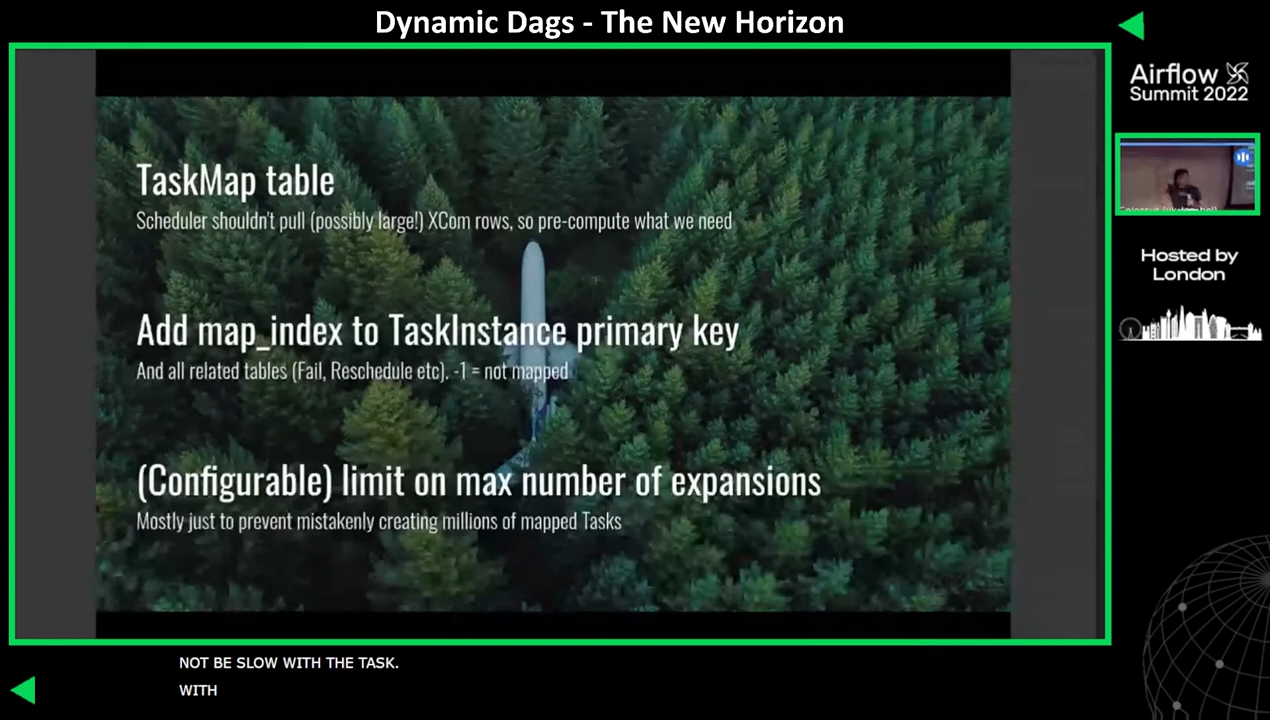 Dynamic Dags - The New Horizon
Airflow
Summit 2022
TaskMap table
Scheduler shouldn't pull (possibly large!) XCom rows, so pre-compute what we need
Add map_index to TaskInstance primary key
And all related tables (Fail, Reschedule etc). -1 = not mapped
(Configurable) limit on max number of expansions
Mostly just to prevent mistakenly creating millions of mapped Tasks
Hosted by
London
NOT BE SLOW WITH THE TASK.
WITH